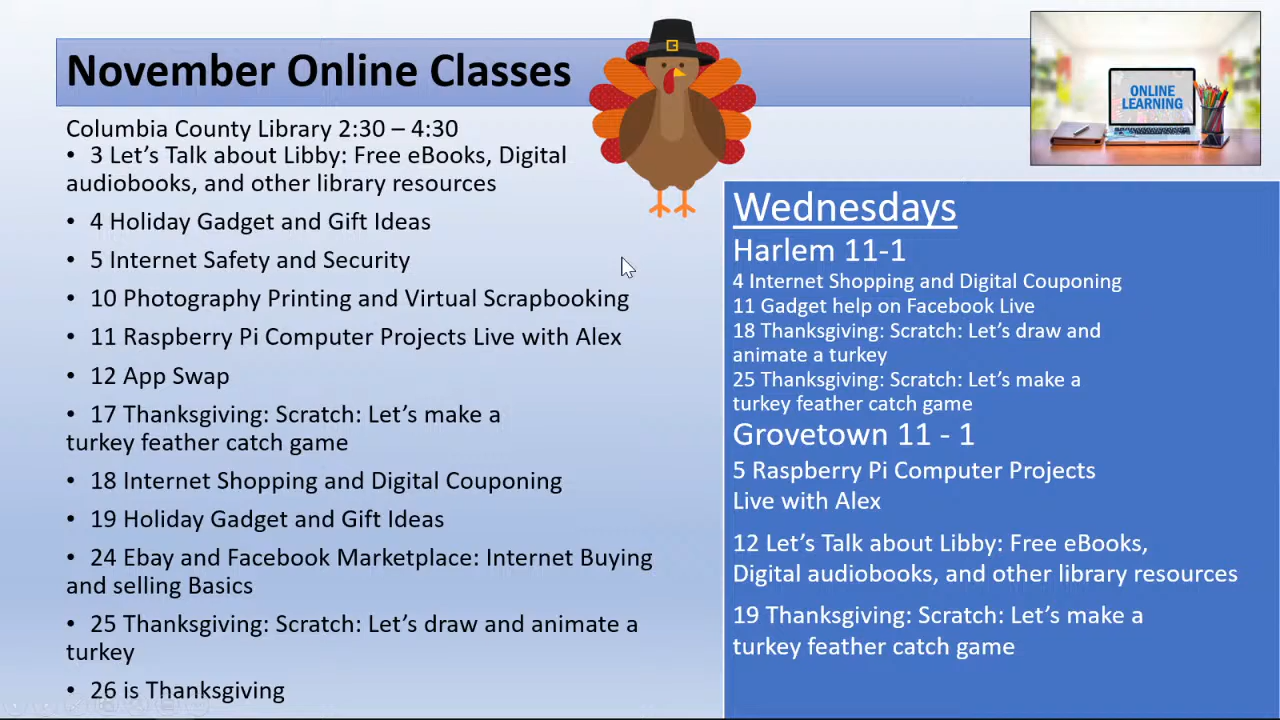 November Online Classes
Columbia County Library 2:30 – 4:30
• 3 Let’s Talk about Libby: Free eBooks, Digital
audiobooks, and other library resources
• 4 Holiday Gadget and Gift Ideas
• 5 Internet Safety and Security
• 10 Photography Printing and Virtual Scrapbooking
• 11 Raspberry Pi Computer Projects Live with Alex
• 12 App Swap
• 17 Thanksgiving: Scratch: Let’s make a
turkey feather catch game
• 18 Internet Shopping and Digital Couponing
• 19 Holiday Gadget and Gift Ideas
• 24 Ebay and Facebook Marketplace: Internet Buying
and selling Basics
• 25 Thanksgiving: Scratch: Let’s draw and animate a
turkey
• 26 is Thanksgiving
ONLINE
LEARNING
Wednesdays
Harlem 11-1
4 Internet Shopping and Digital Couponing
11 Gadget help on Facebook Live
18 Thanksgiving: Scratch: Let’s draw and
animate a turkey
25 Thanksgiving: Scratch: Let’s make a
turkey feather catch game
Grovetown 11 - 1
5 Raspberry Pi Computer Projects
Live with Alex
12 Let’s Talk about Libby: Free eBooks,
Digital audiobooks, and other library resources
19 Thanksgiving: Scratch: Let’s make a
turkey feather catch game